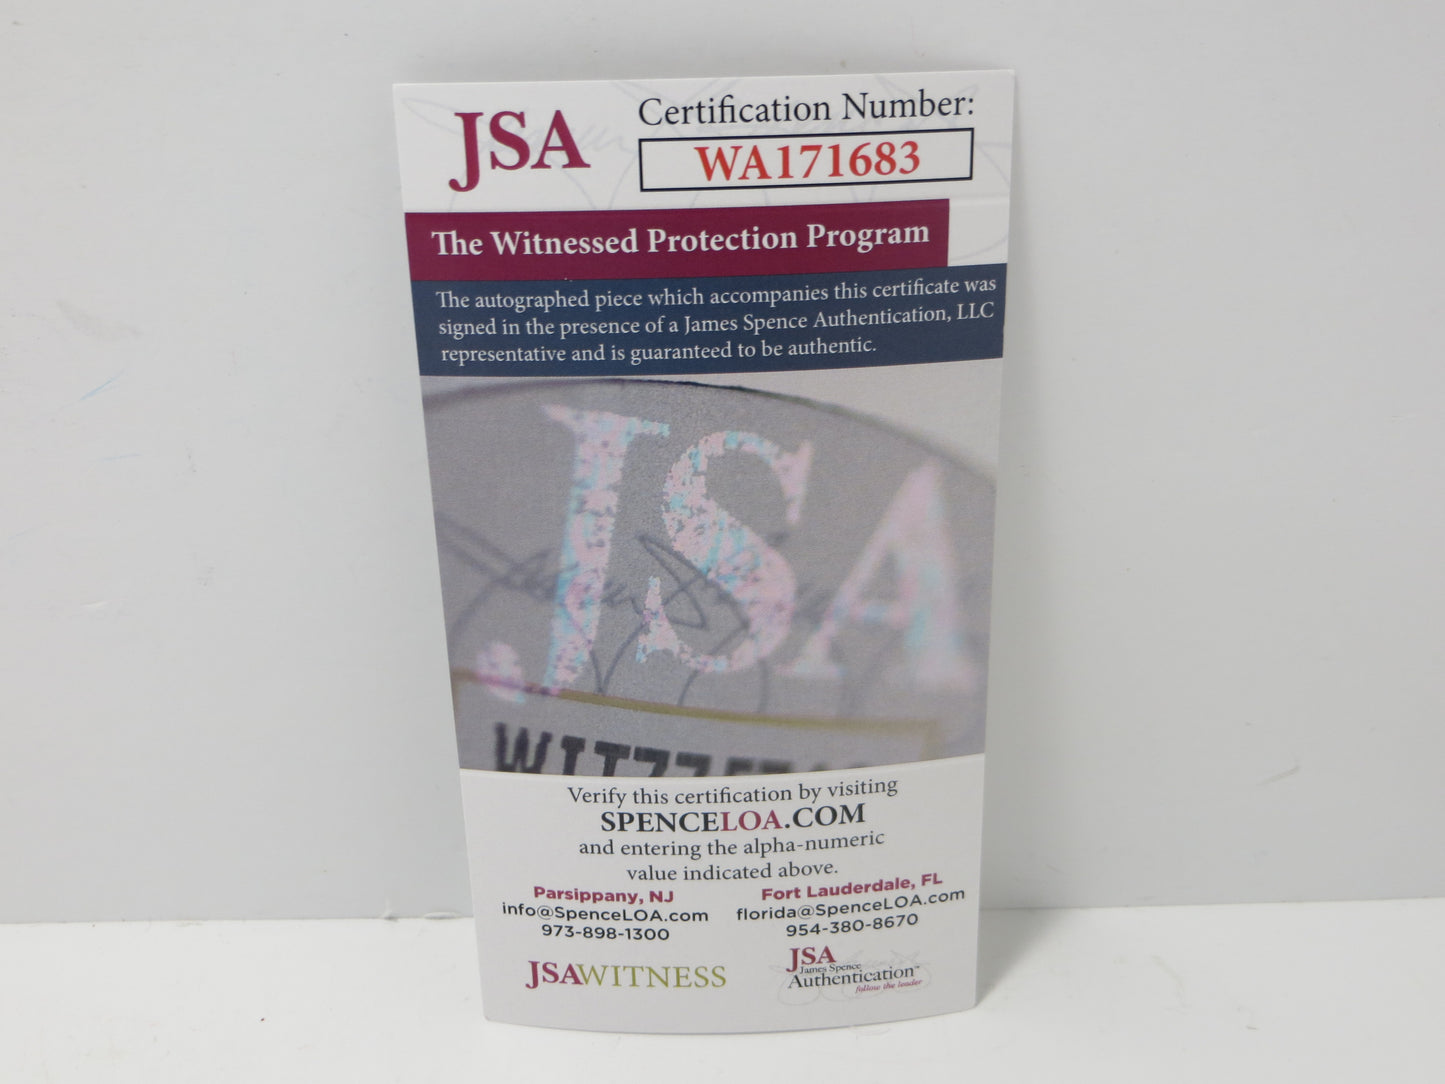 JSA
Certification Number:
WA171683
The Witnessed Protection Program
The autographed piece which accompanies this certificate was
signed in the presence of a James Spence Authentication, LLC
representative and is guaranteed to be authentic.
JSA
Verify this certification by visiting
SPENCELOA.COM
and entering the alpha-numeric
value indicated above.
Parsippany, NJ
info@SpenceLOA.com
973-898-1300
Fort Lauderdale, FL
florida@SpenceLOA.com
954-380-8670
JSAWITNESS
JSA
James Spence
Authentication™
follow the leader